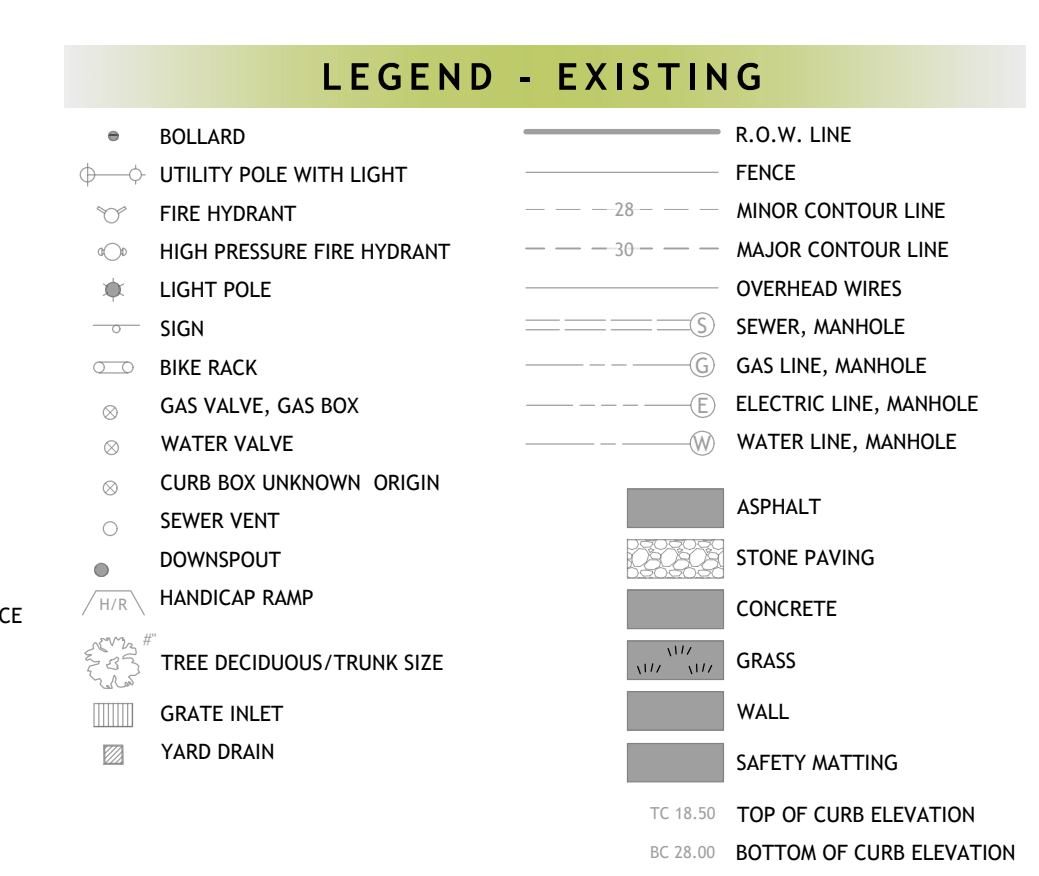 LEGEND - EXISTING
BOLLARD
UTILITY POLE WITH LIGHT
FIRE HYDRANT
HIGH PRESSURE FIRE HYDRANT
LIGHT POLE
SIGN
BIKE RACK
GAS VALVE, GAS BOX
WATER VALVE
CURB BOX UNKNOWN ORIGIN
SEWER VENT
DOWNSPOUT
CE
H/R HANDICAP RAMP
#" TREE DECIDUOUS/TRUNK SIZE
GRATE INLET
YARD DRAIN
R.O.W. LINE
FENCE
28 MINOR CONTOUR LINE
30 MAJOR CONTOUR LINE
OVERHEAD WIRES
S SEWER, MANHOLE
G GAS LINE, MANHOLE
E ELECTRIC LINE, MANHOLE
W WATER LINE, MANHOLE
ASPHALT
STONE PAVING
CONCRETE
GRASS
WALL
SAFETY MATTING
TC 18.50 TOP OF CURB ELEVATION
BC 28.00 BOTTOM OF CURB ELEVATION